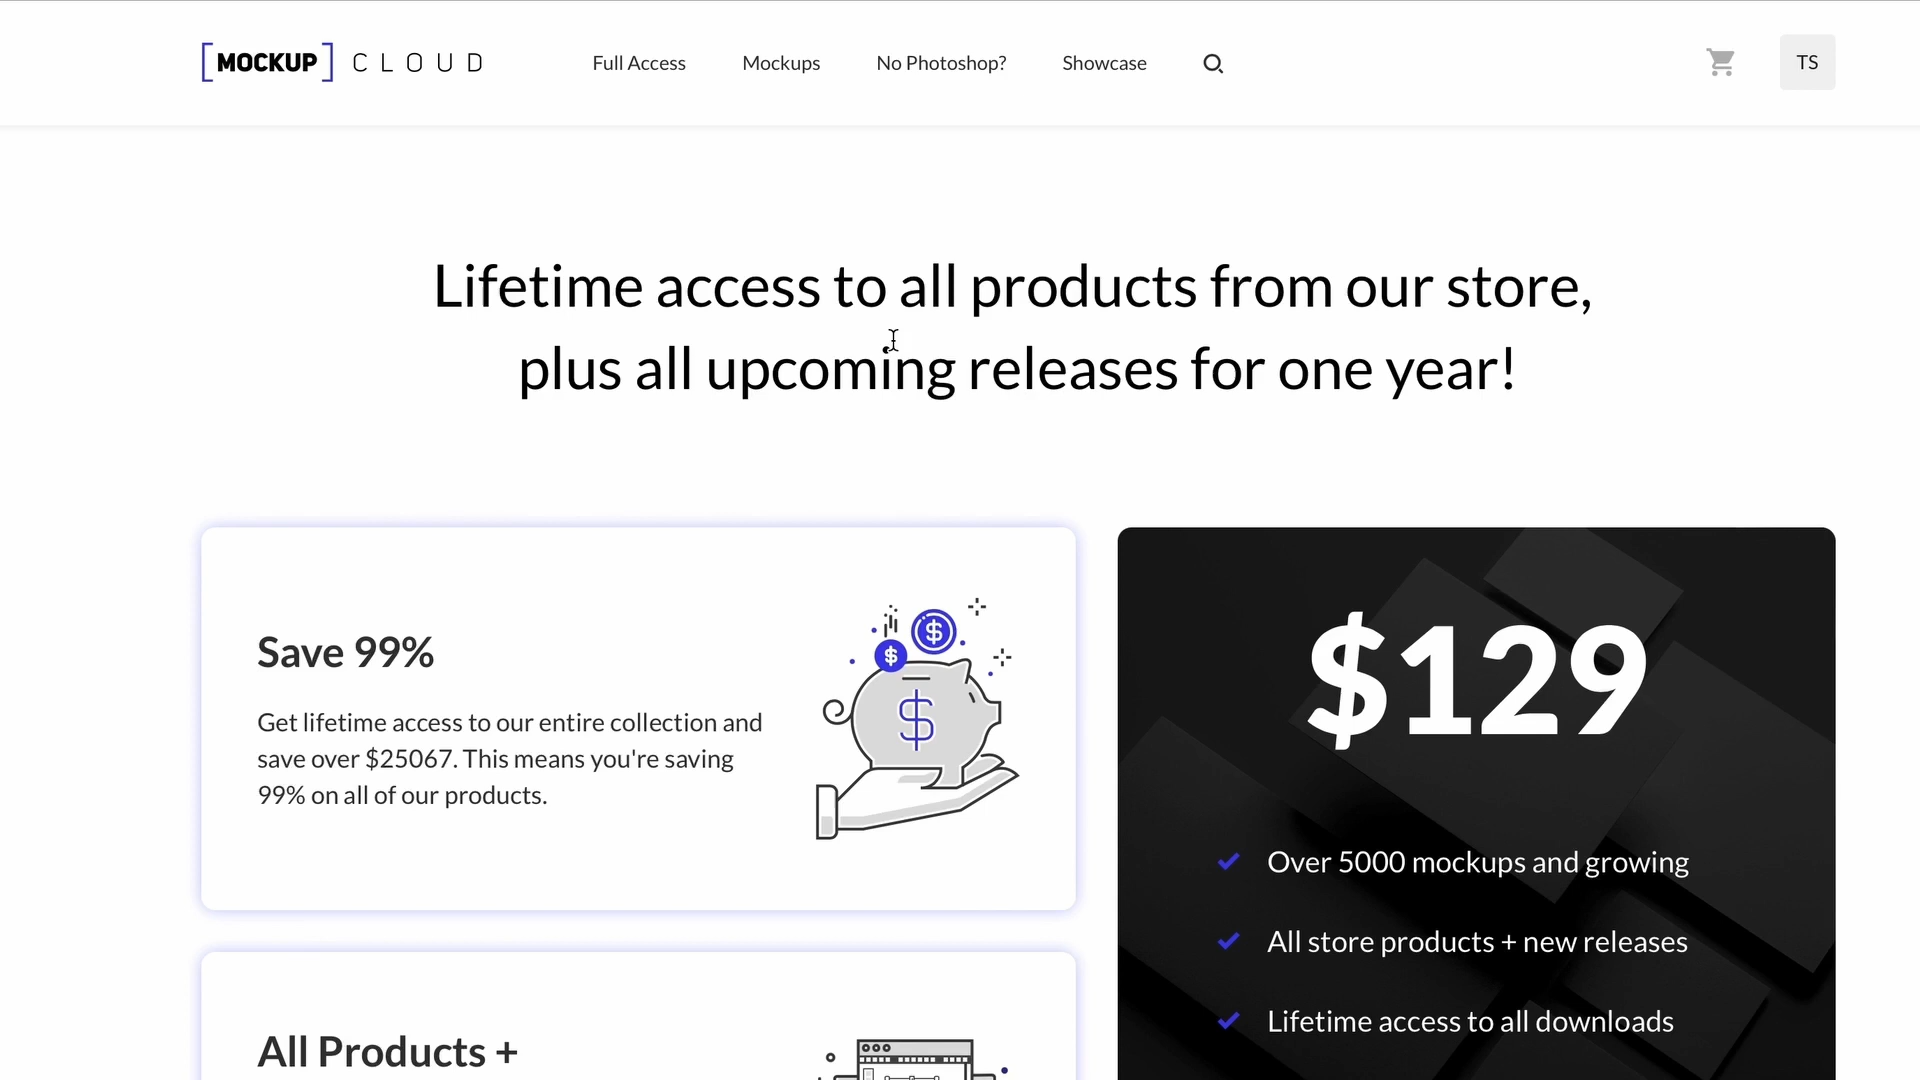 [MOCKUP] CLOUD
Full Access
Mockups
No Photoshop?
Showcase
TS
Lifetime access to all products from our store,
plus all upcoming releases for one year!
Save 99%
Get lifetime access to our entire collection and
save over $25067. This means you're saving
99% on all of our products.
$
$
$
$129
Over 5000 mockups and growing
All store products + new releases
Lifetime access to all downloads
All Products +